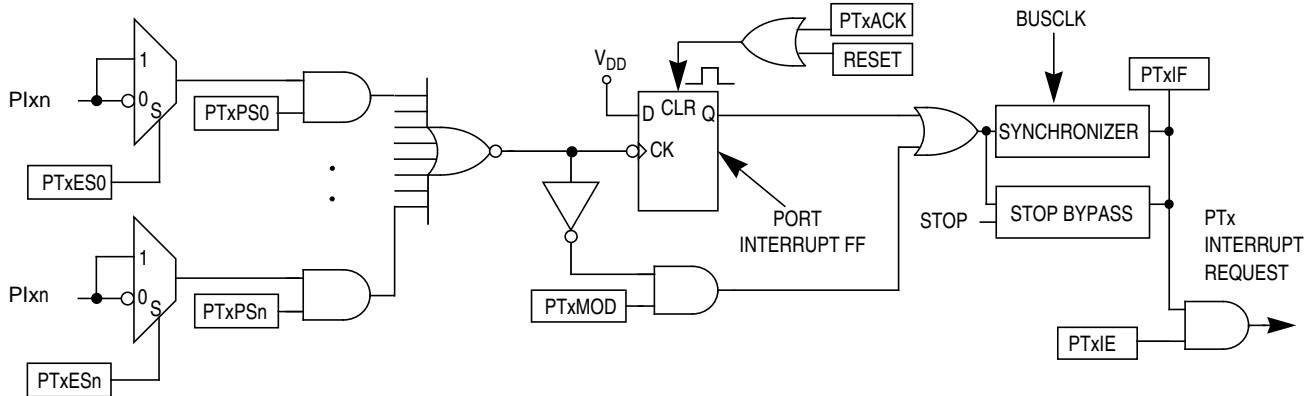 PIxn
1
0
S
PTxPS0
PTxES0
PIxn
1
0
S
PTxPSn
PTxESn
VDD
D CLR Q
CK
PTxACK
RESET
PORT
INTERRUPT FF
PTxMOD
BUSCLK
SYNCHRONIZER
STOP
STOP BYPASS
PTxIF
PTx
INTERRUPT
REQUEST
PTxIE